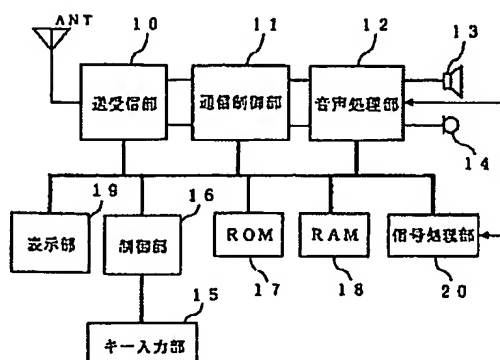 ANT
10
11
12
13
送受信部
通信制御部
音声処理部
14
19
16
表示部
制御部
ROM
RAM
信号処理部
17
18
20
15
キー入力部